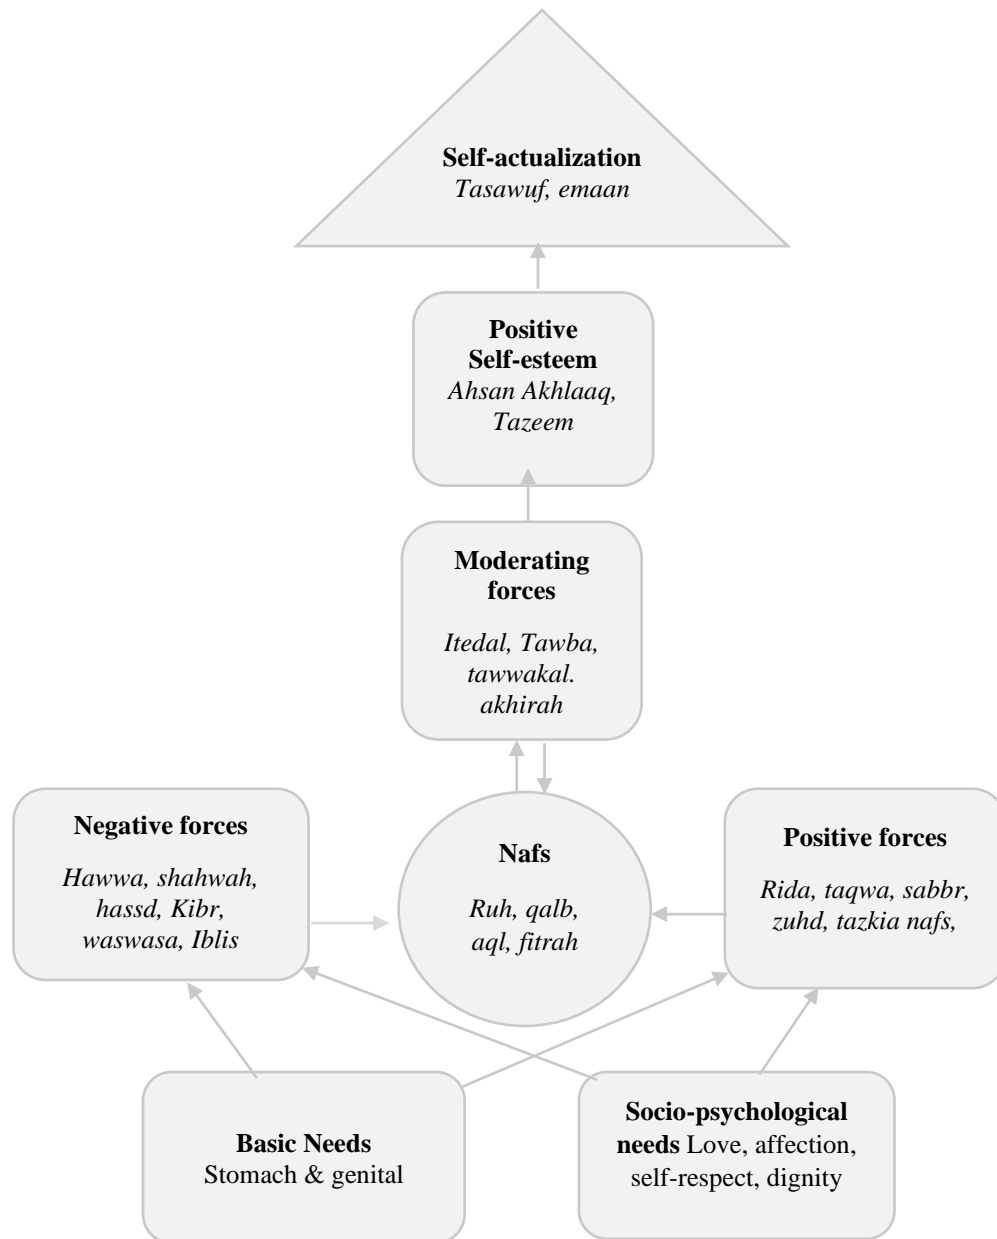 Self-actualization
Tasawuf, emaan
Positive
Self-esteem
Ahsan Akhlaaq,
Tazeem
Moderating
forces
Itedal, Tawba,
tawwakal.
akhirah
Negative forces
Hawwa, shahwah,
hassd, Kibr,
waswasa, Iblis
Nafs
Ruh, qalb,
aql, fitrah
Positive forces
Rida, taqwa, sabbr,
zuhd, tazkia nafs,
Basic Needs
Stomach & genital
Socio-psychological
needs Love, affection,
self-respect, dignity